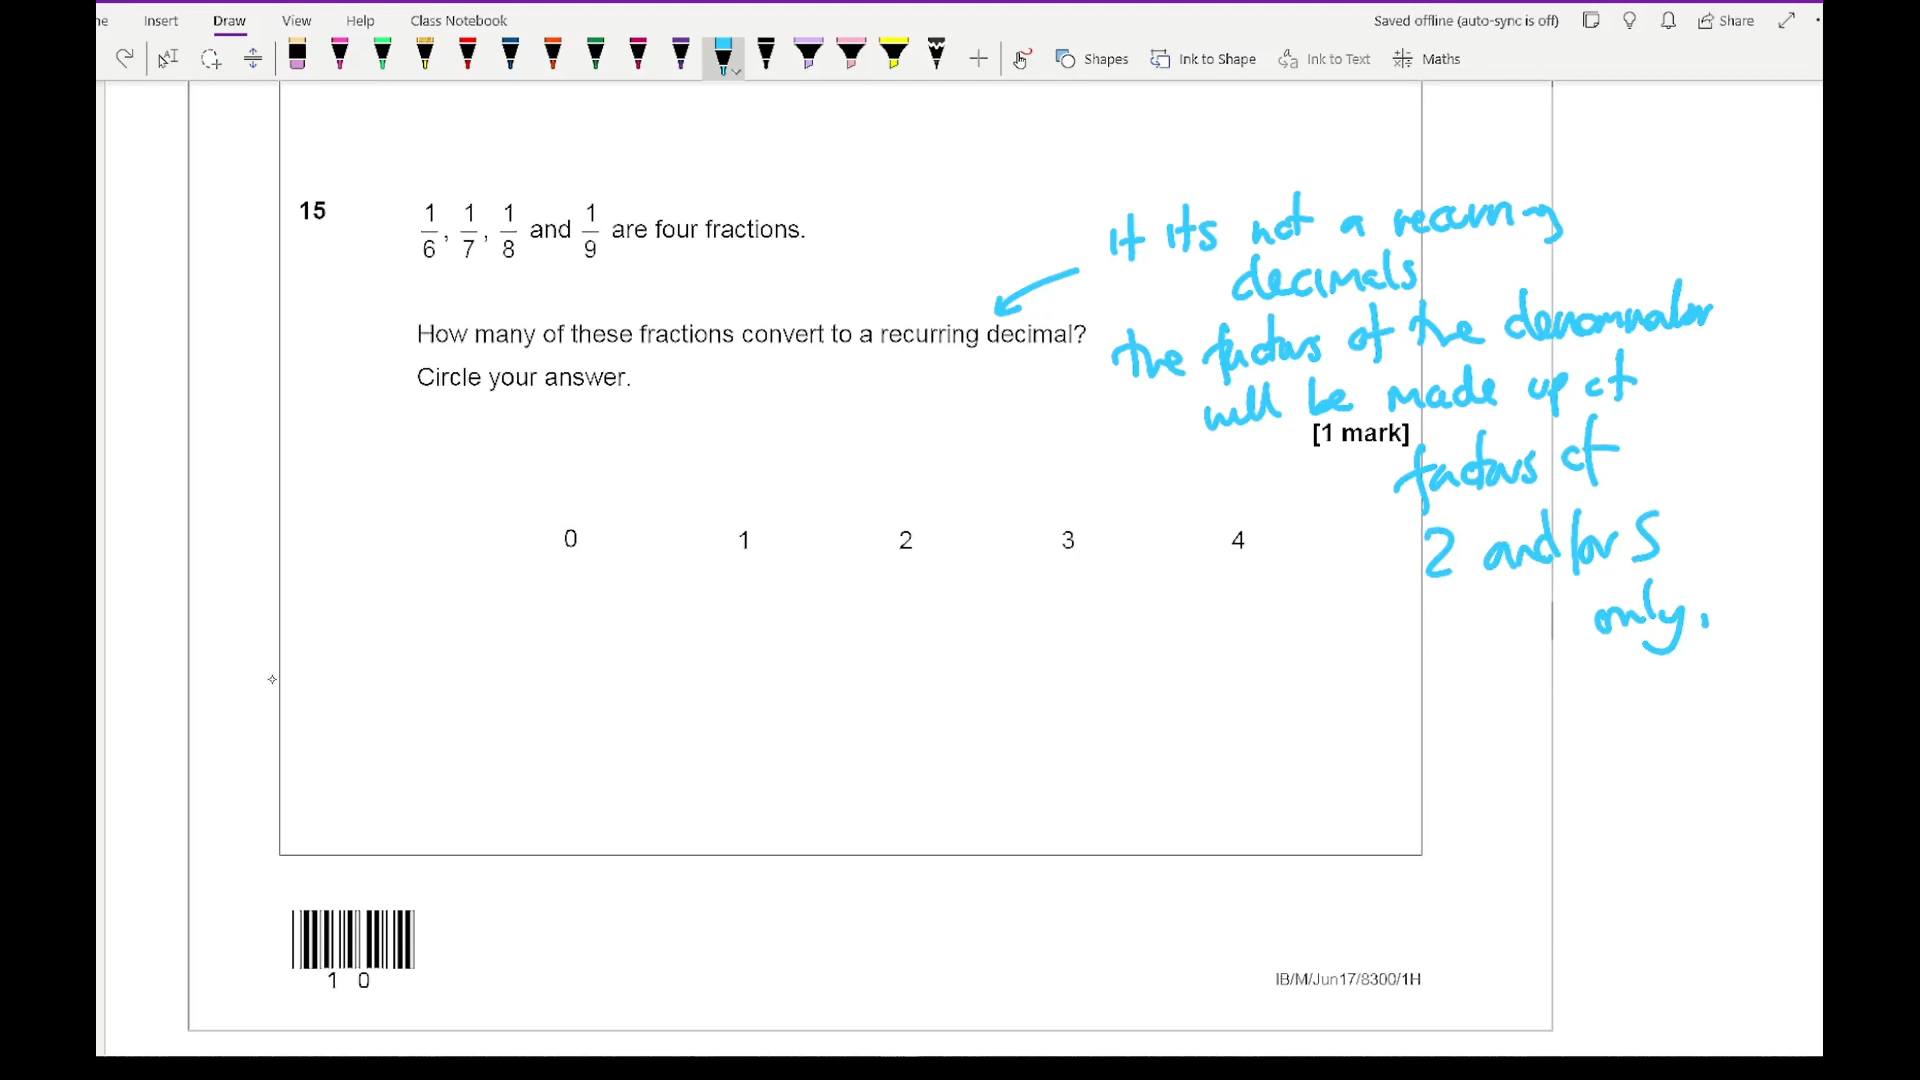 Insert Draw View Help Class Notebook Saved offline (auto-sync is off) Share
Shapes Ink to Shape Ink to Text Maths
15
1/6, 1/7, 1/8 and 1/9 are four fractions.
How many of these fractions convert to a recurring decimal?
Circle your answer.
[1 mark]
0 1 2 3 4
1 0
IB/M/Jun17/8300/1H
If its not a recurring
decimals
the factors of the denomnator
will be made up of
factors of
2 and/or 5
only.